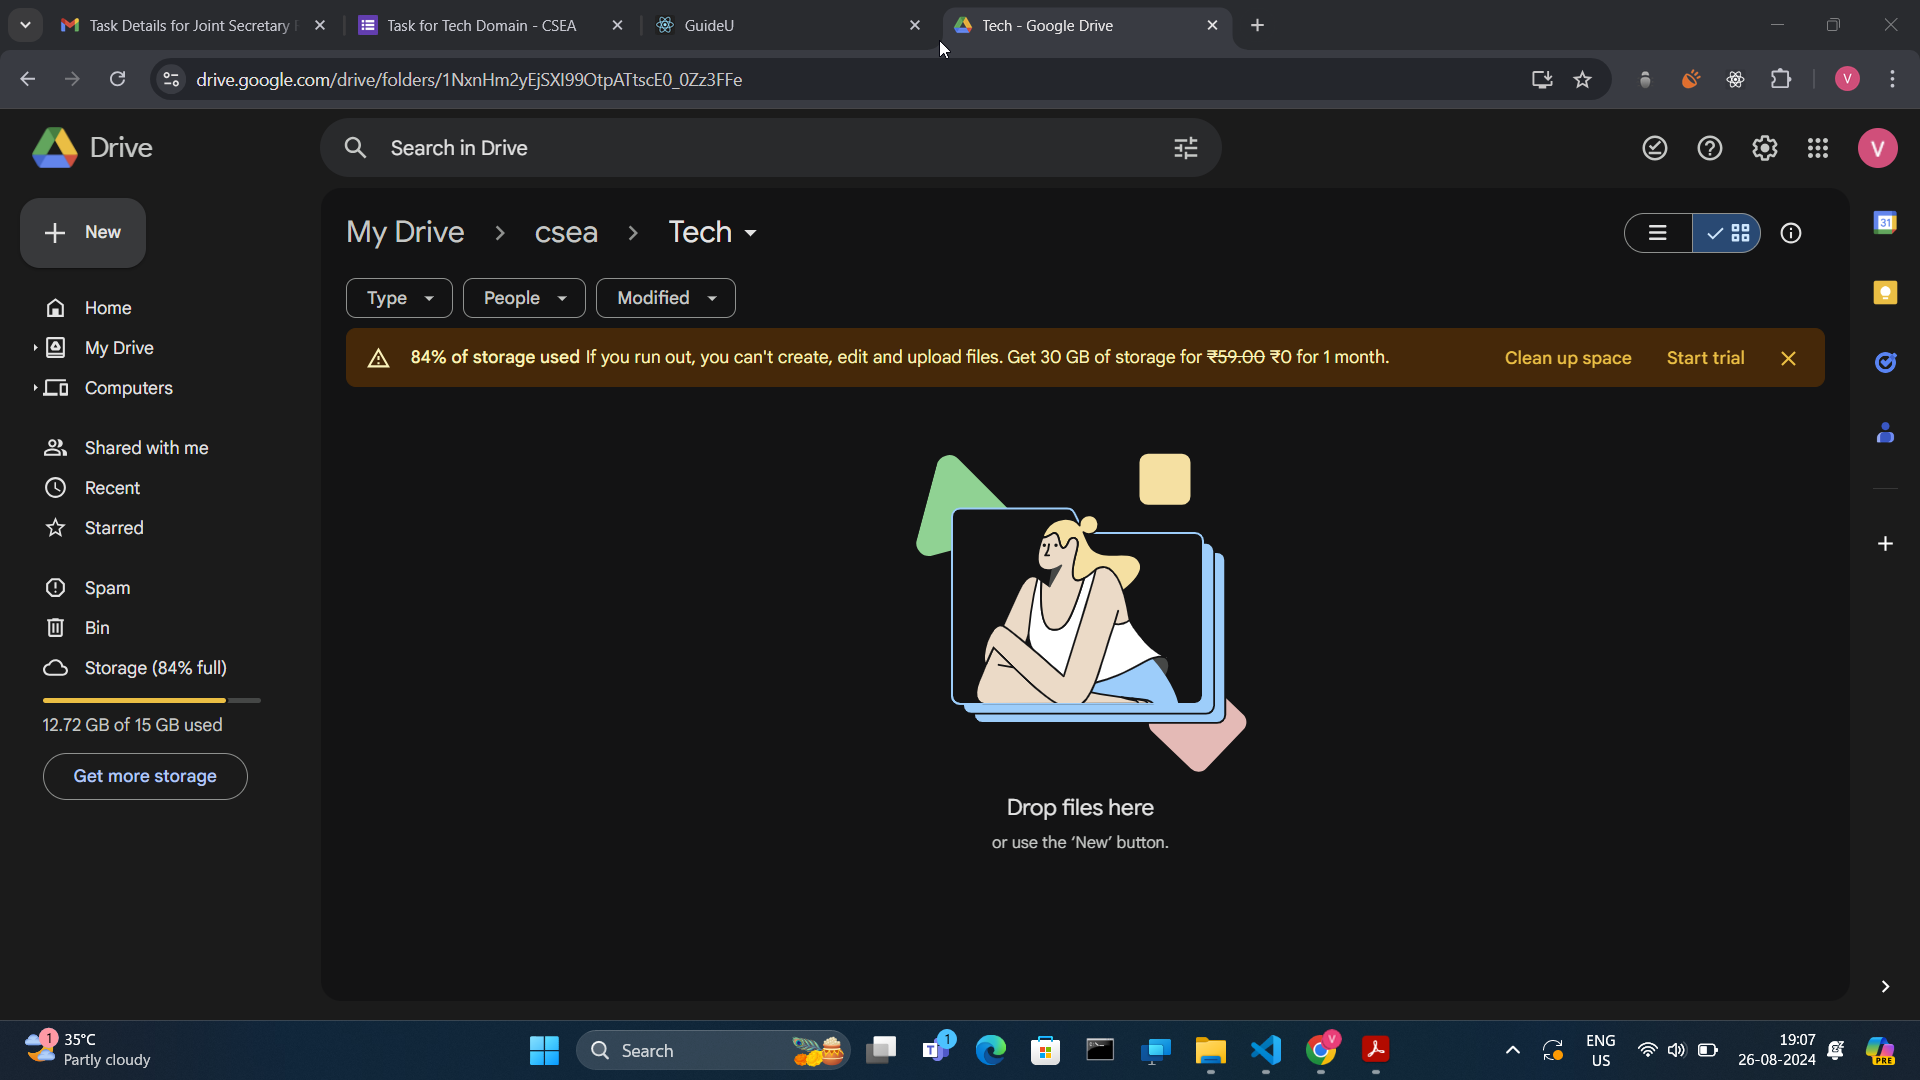 Task Details for Joint Secretary
Task for Tech Domain - CSEA
GuideU
Tech - Google Drive
drive.google.com/drive/folders/1NxnHm2yEjSXI99OtpATtscE0_0Zz3FFe
V
Drive
Search in Drive
V
New
My Drive
csea
Tech
31
Type
People
Modified
Home
My Drive
Computers
84% of storage used If you run out, you can't create, edit and upload files. Get 30 GB of storage for ₹59.00 ₹0 for 1 month.
Clean up space
Start trial
Shared with me
Recent
Starred
Spam
Bin
Storage (84% full)
12.72 GB of 15 GB used
Get more storage
Drop files here
or use the ‘New’ button.
1
35°C
Partly cloudy
Search
T
1
V
ENG
US
19:07
26-08-2024
PRE